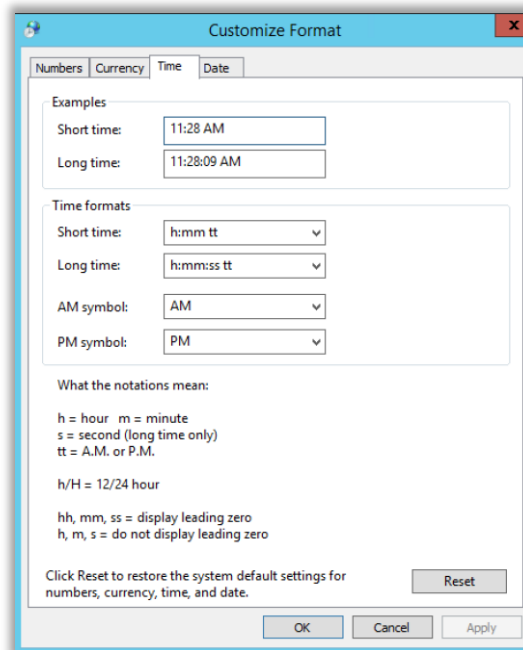 Customize Format
x
Numbers Currency Time Date
Examples
Short time: 11:28 AM
Long time: 11:28:09 AM
Time formats
Short time: h:mm tt
Long time: h:mm:ss tt
AM symbol: AM
PM symbol: PM
What the notations mean:
h = hour m = minute
s = second (long time only)
tt = A.M. or P.M.
h/H = 12/24 hour
hh, mm, ss = display leading zero
h, m, s = do not display leading zero
Click Reset to restore the system default settings for
numbers, currency, time, and date.
Reset
OK Cancel Apply